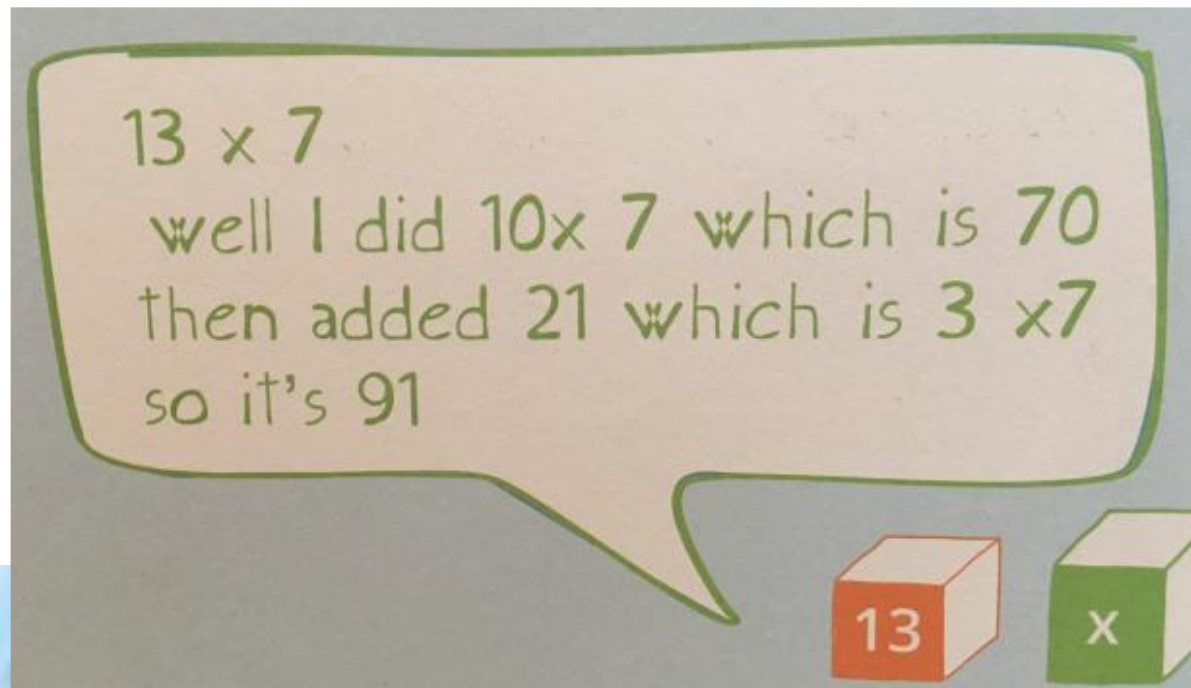 13 x 7
well I did 10x 7 which is 70
then added 21 which is 3 x7
so it's 91
13
x